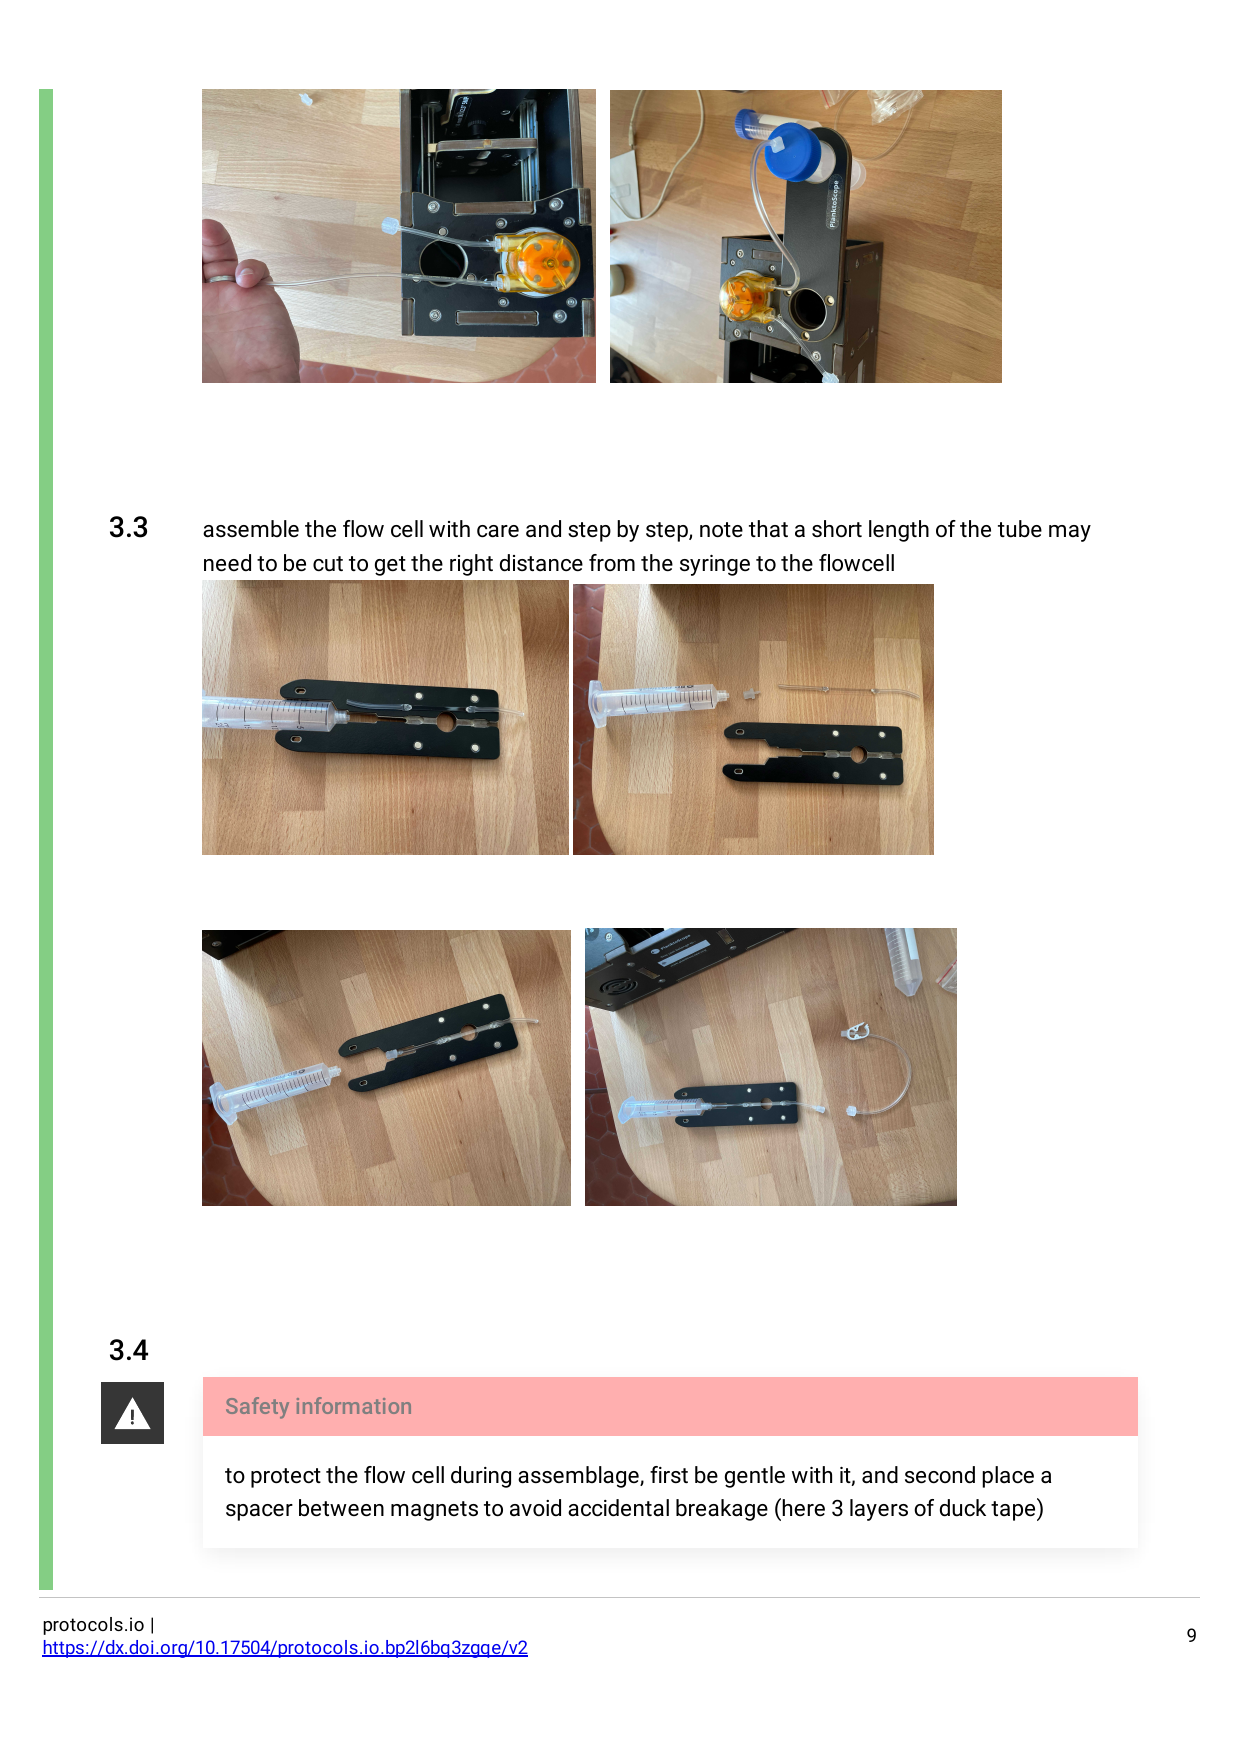 PlanktoScope
3.3
assemble the flow cell with care and step by step, note that a short length of the tube may
need to be cut to get the right distance from the syringe to the flowcell
PlanktoScope
3.4
Safety information
to protect the flow cell during assemblage, first be gentle with it, and second place a
spacer between magnets to avoid accidental breakage (here 3 layers of duck tape)
protocols.io |
https://dx.doi.org/10.17504/protocols.io.bp2l6bq3zgqe/v2
9